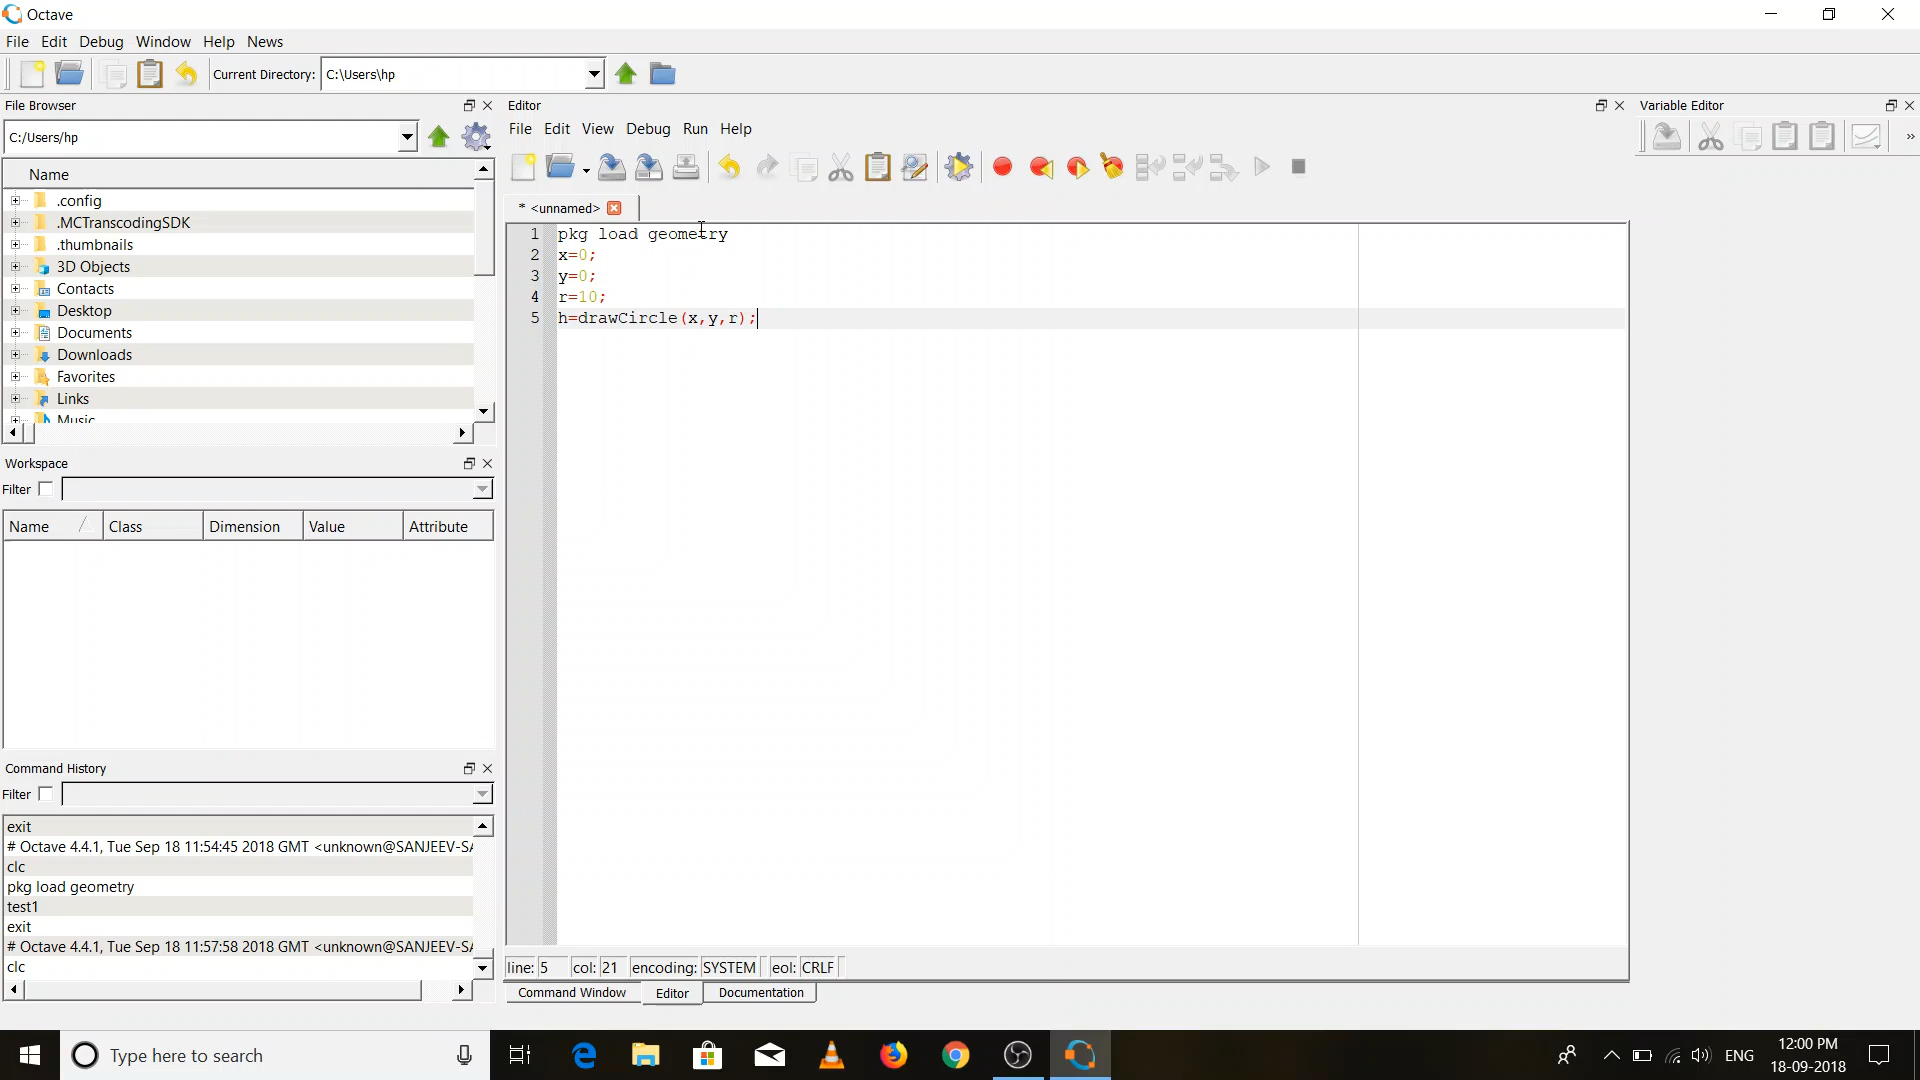 Octave
File Edit Debug Window Help News
Current Directory: C:\Users\hp
File Browser
C:/Users/hp
Name
.config
.MCTranscodingSDK
.thumbnails
3D Objects
Contacts
Desktop
Documents
Downloads
Favorites
Links
Music
Workspace
Filter
Name Class Dimension Value Attribute
Command History
Filter
exit
# Octave 4.4.1, Tue Sep 18 11:54:45 2018 GMT <unknown@SANJEEV-SA
clc
pkg load geometry
test1
exit
# Octave 4.4.1, Tue Sep 18 11:57:58 2018 GMT <unknown@SANJEEV-SA
clc
Editor
File Edit View Debug Run Help
* <unnamed>
1 pkg load geometry
2 x=0;
3 y=0;
4 r=10;
5 h=drawCircle(x,y,r);
line: 5 col: 21 encoding: SYSTEM eol: CRLF
Command Window Editor Documentation
Variable Editor
»
Type here to search
ENG
12:00 PM
18-09-2018